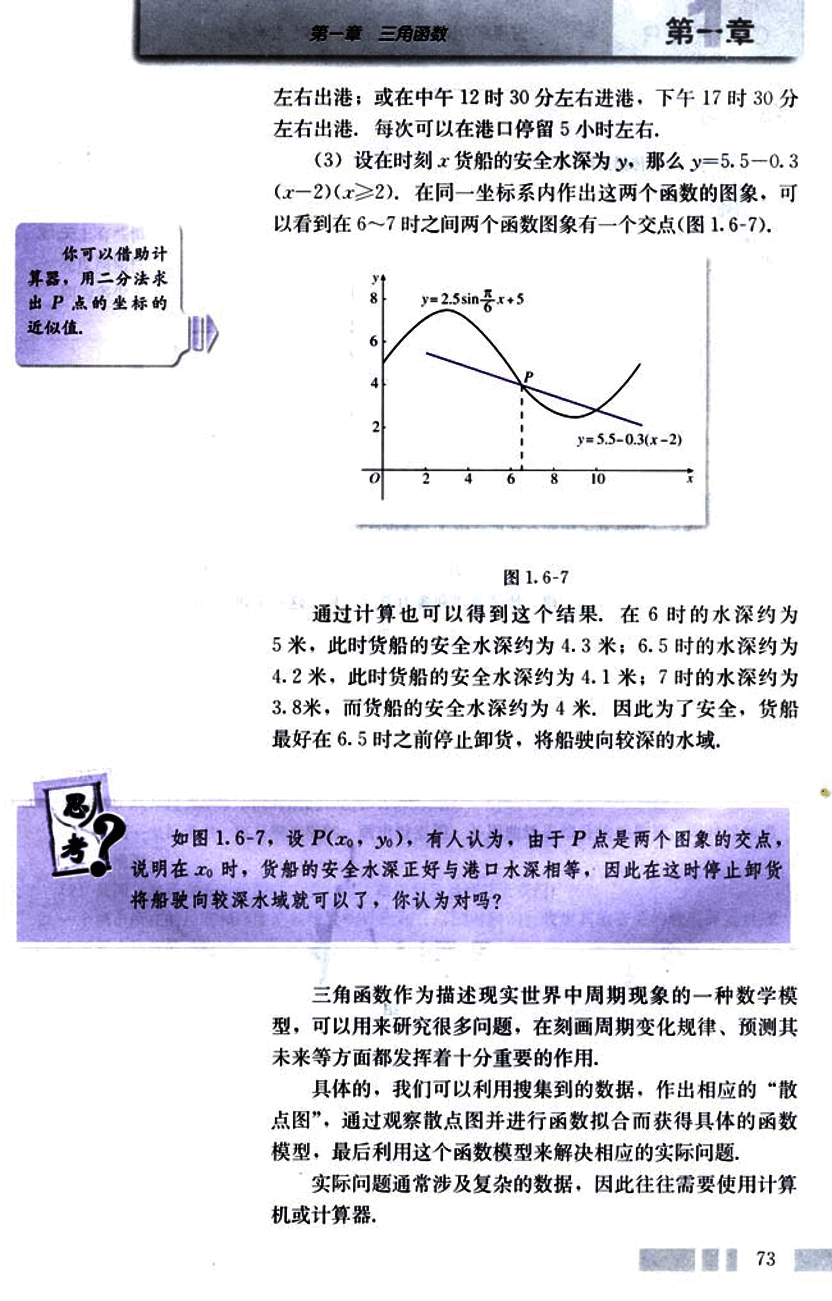 第一章 三角函数
第一章
左右出港；或在中午 12 时 30 分左右进港，下午 17 时 30 分
左右出港. 每次可以在港口停留 5 小时左右.
（3）设在时刻 x 货船的安全水深为 y，那么 y=5.5-0.3
(x-2)(x≥2). 在同一坐标系内作出这两个函数的图象，可
以看到在 6～7 时之间两个函数图象有一个交点(图 1.6-7).
你可以借助计
算器，用二分法求
出 P 点的坐标的
近似值.
y
8
y=2.5sin π/6 x+5
6
4
P
2
y=5.5-0.3(x-2)
O 2 4 6 8 10 x
图 1.6-7
通过计算也可以得到这个结果. 在 6 时的水深约为
5 米，此时货船的安全水深约为 4.3 米；6.5 时的水深约为
4.2 米，此时货船的安全水深约为 4.1 米；7 时的水深约为
3.8米，而货船的安全水深约为 4 米. 因此为了安全，货船
最好在 6.5 时之前停止卸货，将船驶向较深的水域.
思考？
如图 1.6-7，设 P(x₀，y₀)，有人认为，由于 P 点是两个图象的交点，
说明在 x₀ 时，货船的安全水深正好与港口水深相等，因此在这时停止卸货
将船驶向较深水域就可以了，你认为对吗？
三角函数作为描述现实世界中周期现象的一种数学模
型，可以用来研究很多问题，在刻画周期变化规律、预测其
未来等方面都发挥着十分重要的作用.
具体的，我们可以利用搜集到的数据，作出相应的“散
点图”，通过观察散点图并进行函数拟合而获得具体的函数
模型，最后利用这个函数模型来解决相应的实际问题.
实际问题通常涉及复杂的数据，因此往往需要使用计算
机或计算器.
73